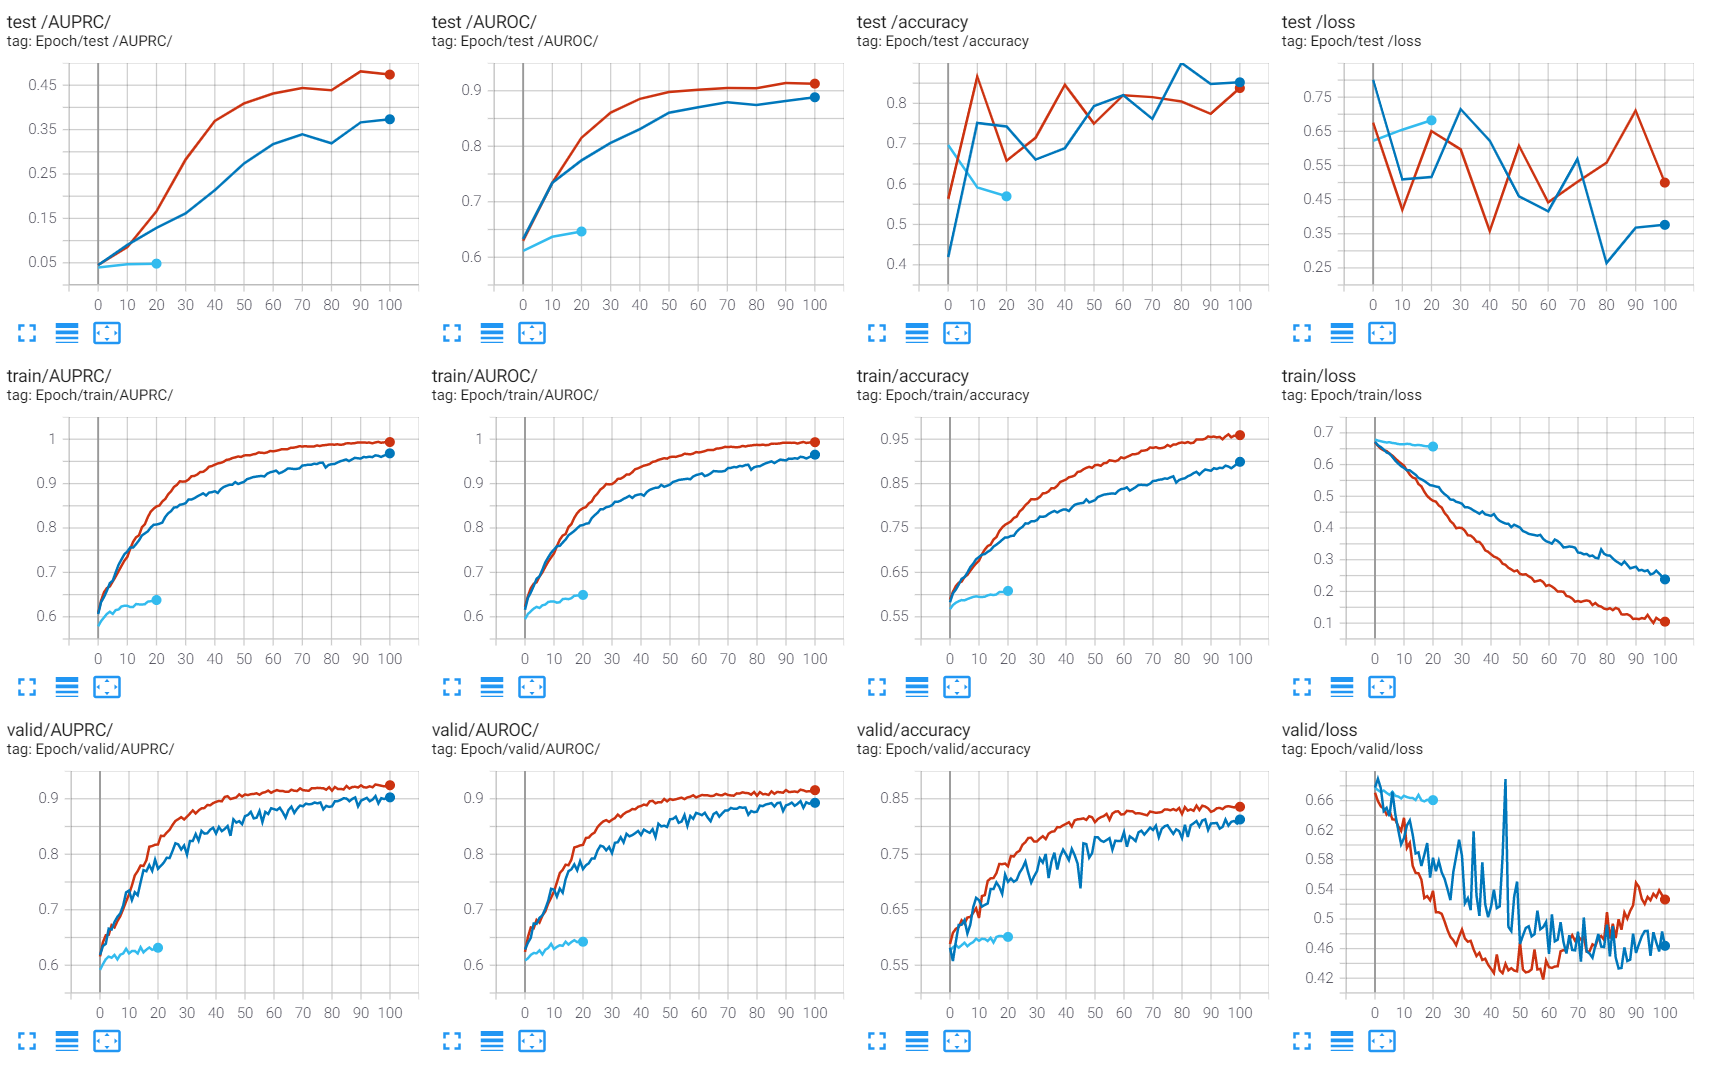 test /AUPRC/
tag: Epoch/test /AUPRC/
0.45
0.35
0.25
0.15
0.05
0 10 20 30 40 50 60 70 80 90 100
test /AUROC/
tag: Epoch/test /AUROC/
0.9
0.8
0.7
0.6
0 10 20 30 40 50 60 70 80 90 100
test /accuracy
tag: Epoch/test /accuracy
0.8
0.7
0.6
0.5
0.4
0 10 20 30 40 50 60 70 80 90 100
test /loss
tag: Epoch/test /loss
0.75
0.65
0.55
0.45
0.35
0.25
0 10 20 30 40 50 60 70 80 90 100
train/AUPRC/
tag: Epoch/train/AUPRC/
1
0.9
0.8
0.7
0.6
0 10 20 30 40 50 60 70 80 90 100
train/AUROC/
tag: Epoch/train/AUROC/
1
0.9
0.8
0.7
0.6
0 10 20 30 40 50 60 70 80 90 100
train/accuracy
tag: Epoch/train/accuracy
0.95
0.85
0.75
0.65
0.55
0 10 20 30 40 50 60 70 80 90 100
train/loss
tag: Epoch/train/loss
0.7
0.6
0.5
0.4
0.3
0.2
0.1
0 10 20 30 40 50 60 70 80 90 100
valid/AUPRC/
tag: Epoch/valid/AUPRC/
0.9
0.8
0.7
0.6
0 10 20 30 40 50 60 70 80 90 100
valid/AUROC/
tag: Epoch/valid/AUROC/
0.9
0.8
0.7
0.6
0 10 20 30 40 50 60 70 80 90 100
valid/accuracy
tag: Epoch/valid/accuracy
0.85
0.75
0.65
0.55
0 10 20 30 40 50 60 70 80 90 100
valid/loss
tag: Epoch/valid/loss
0.66
0.62
0.58
0.54
0.5
0.46
0.42
0 10 20 30 40 50 60 70 80 90 100